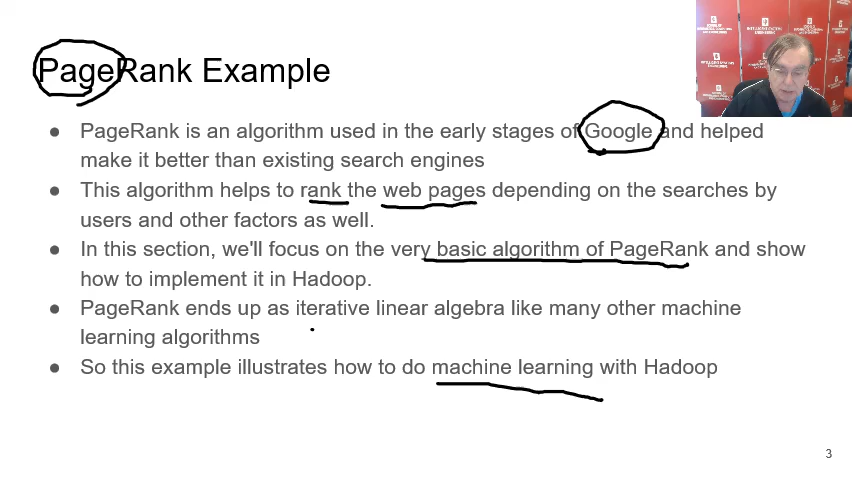 PageRank Example
● PageRank is an algorithm used in the early stages of Google and helped
make it better than existing search engines
● This algorithm helps to rank the web pages depending on the searches by
users and other factors as well.
● In this section, we'll focus on the very basic algorithm of PageRank and show
how to implement it in Hadoop.
● PageRank ends up as iterative linear algebra like many other machine
learning algorithms
● So this example illustrates how to do machine learning with Hadoop
3